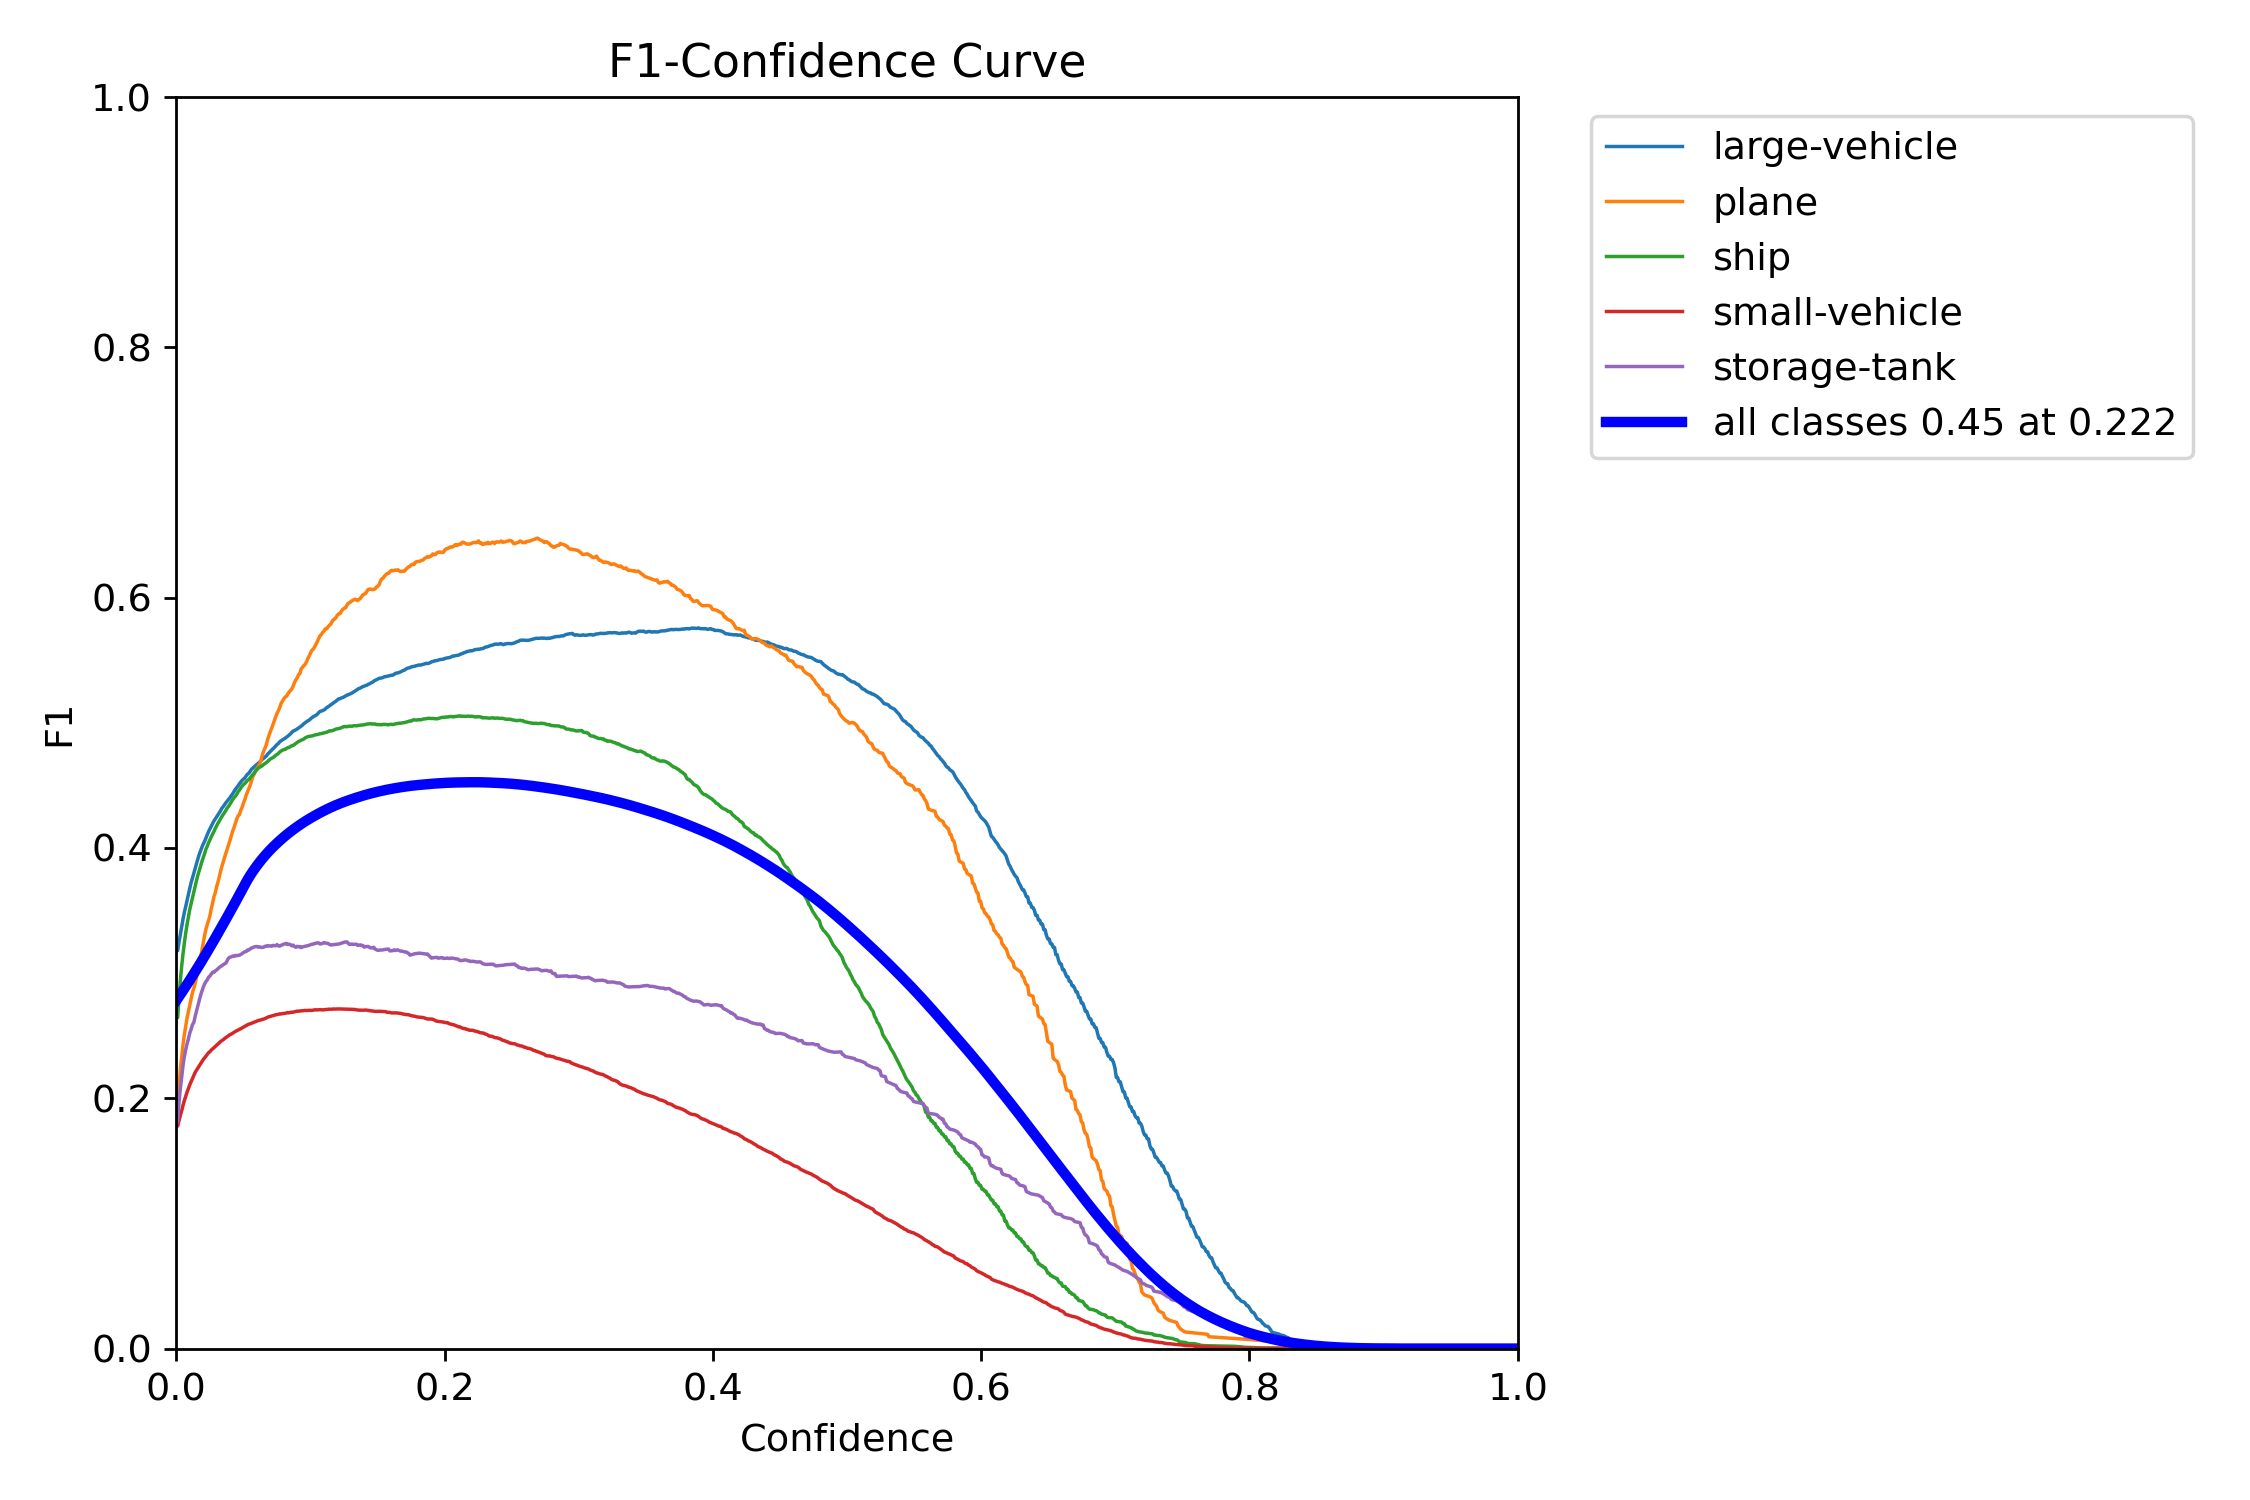 F1-Confidence Curve
1.0
0.8
0.6
0.4
0.2
0.0
F1
0.0 0.2 0.4 0.6 0.8 1.0
Confidence
large-vehicle
plane
ship
small-vehicle
storage-tank
all classes 0.45 at 0.222